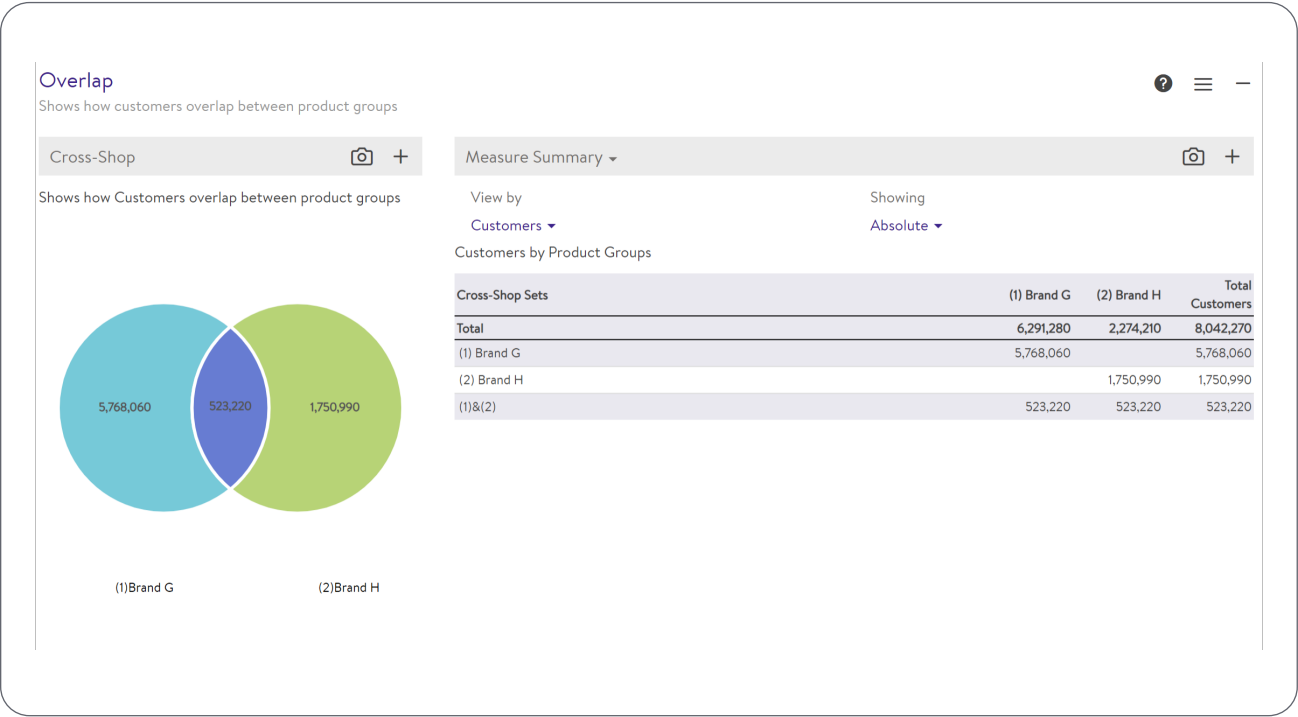 Overlap
Shows how customers overlap between product groups
Cross-Shop
Shows how Customers overlap between product groups
5,768,060 523,220 1,750,990
(1)Brand G (2)Brand H
Measure Summary
View by Showing
Customers Absolute
Customers by Product Groups
Cross-Shop Sets (1) Brand G (2) Brand H Total Customers
Total 6,291,280 2,274,210 8,042,270
(1) Brand G 5,768,060 5,768,060
(2) Brand H 1,750,990 1,750,990
(1)&(2) 523,220 523,220 523,220